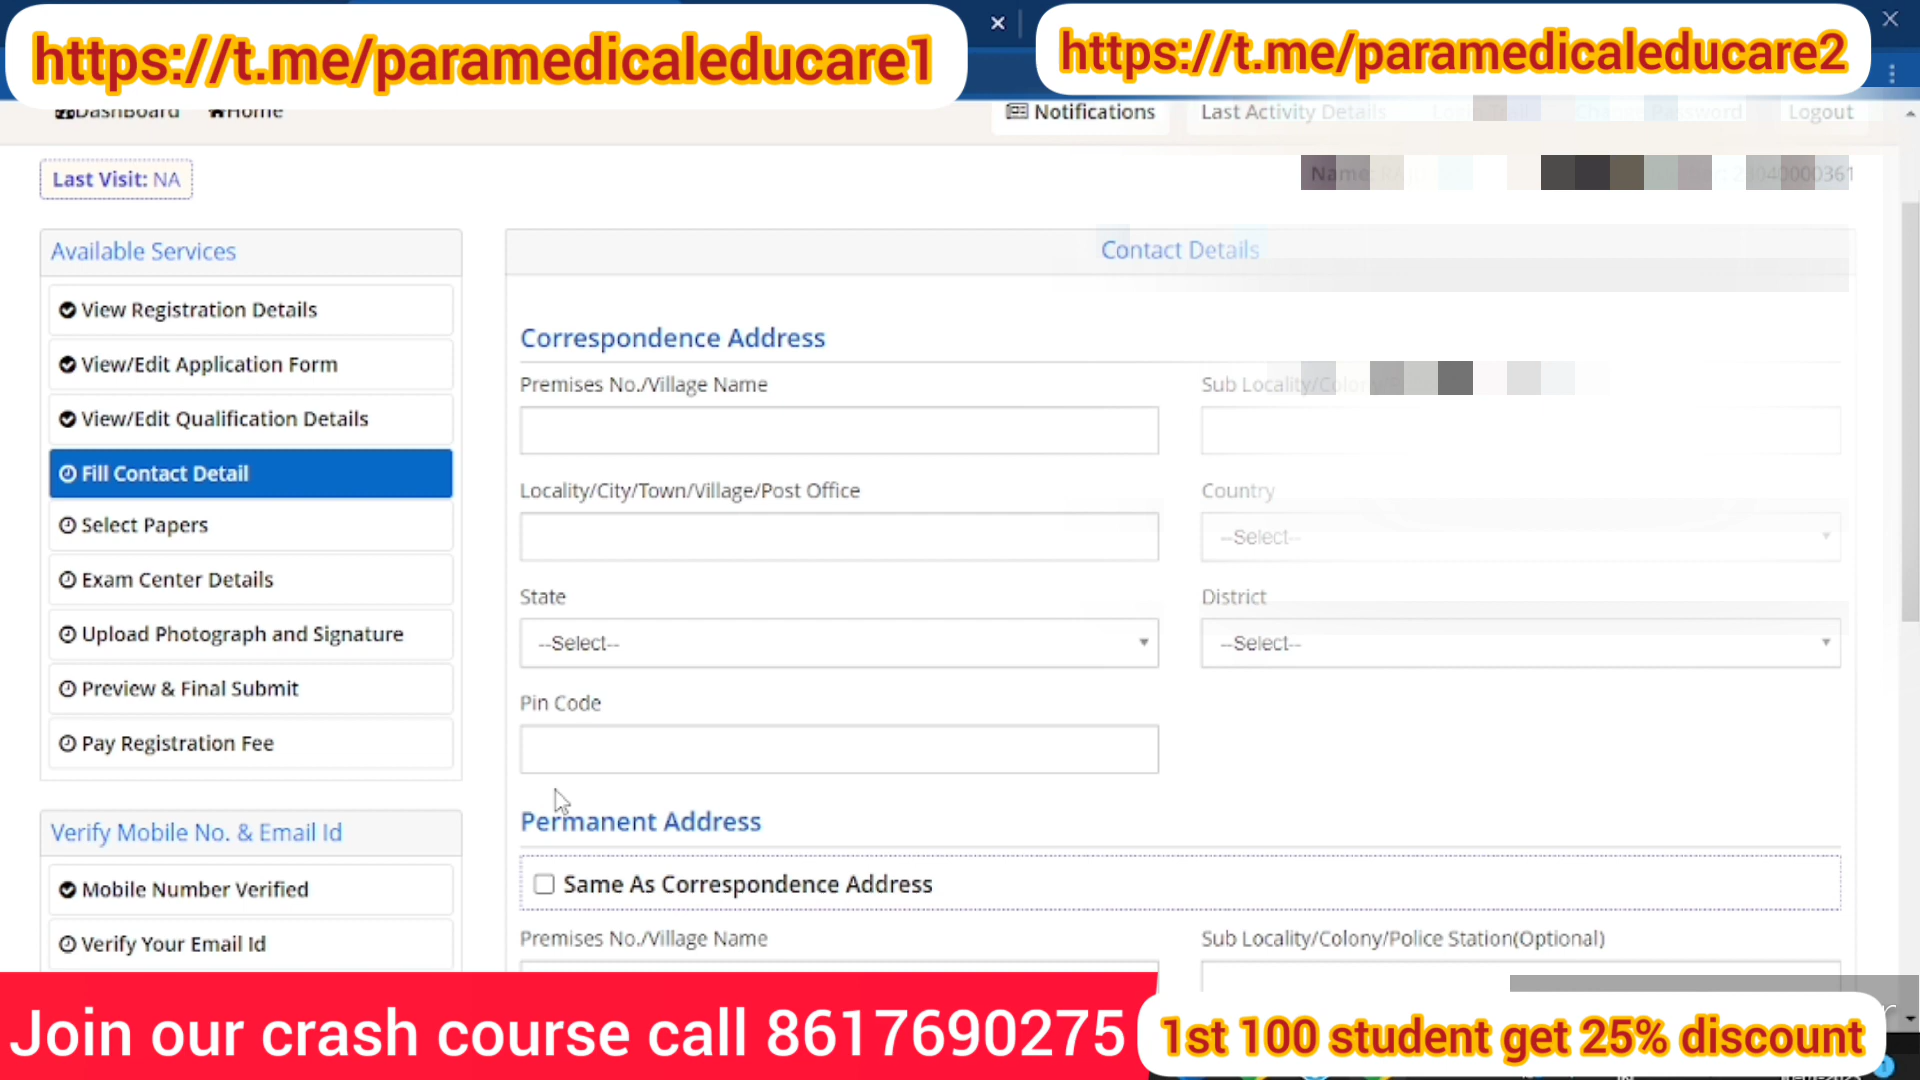 https://t.me/paramedicaleducare1
https://t.me/paramedicaleducare2
DashBoard
Home
Notifications
Last Activity Details
Password
Logout
Last Visit: NA
Name:
Available Services
View Registration Details
View/Edit Application Form
View/Edit Qualification Details
Fill Contact Detail
Select Papers
Exam Center Details
Upload Photograph and Signature
Preview & Final Submit
Pay Registration Fee
Verify Mobile No. & Email Id
Mobile Number Verified
Verify Your Email Id
Contact Details
Correspondence Address
Premises No./Village Name
Sub Locality/Colony
Locality/City/Town/Village/Post Office
Country
--Select--
State
District
--Select--
--Select--
Pin Code
Permanent Address
Same As Correspondence Address
Premises No./Village Name
Sub Locality/Colony/Police Station(Optional)
Join our crash course call 8617690275
1st 100 student get 25% discount